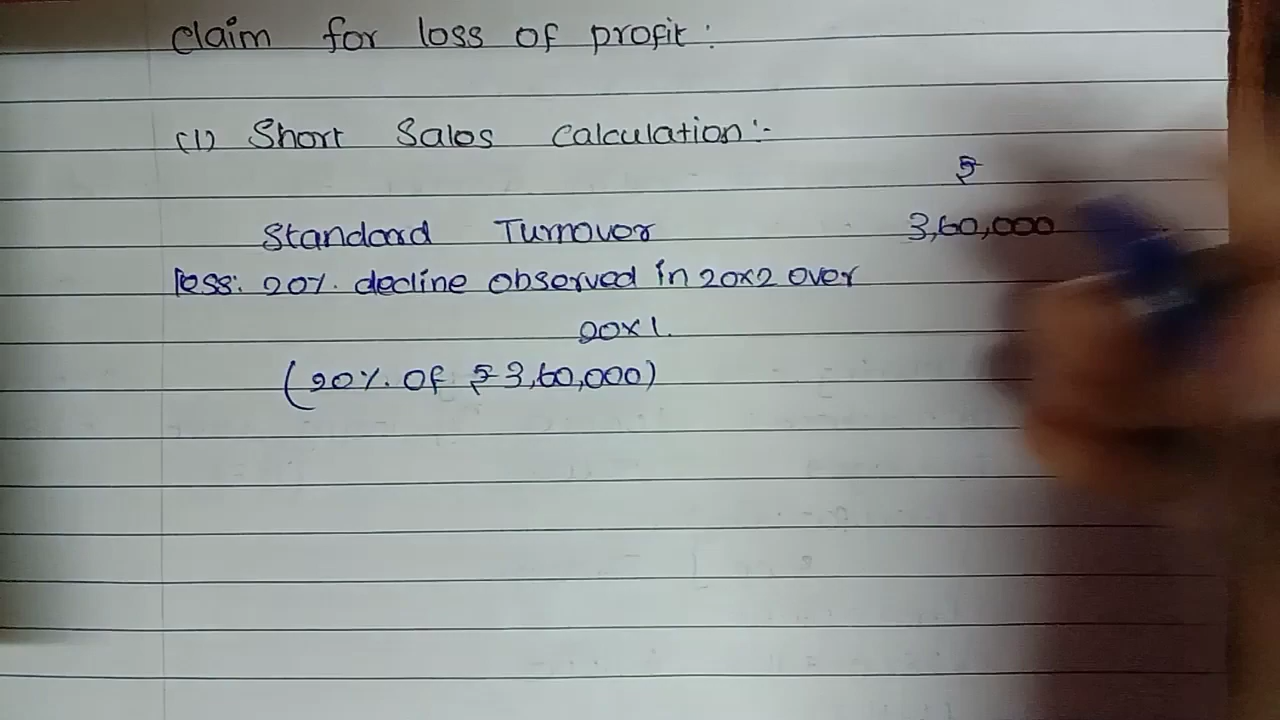 Claim for loss of profit:
(1) Short Sales calculation:-
₹
Standard Turnover 3,60,000
less: 20% decline observed in 20x2 over
20x1.
(20% of ₹ 3,60,000)